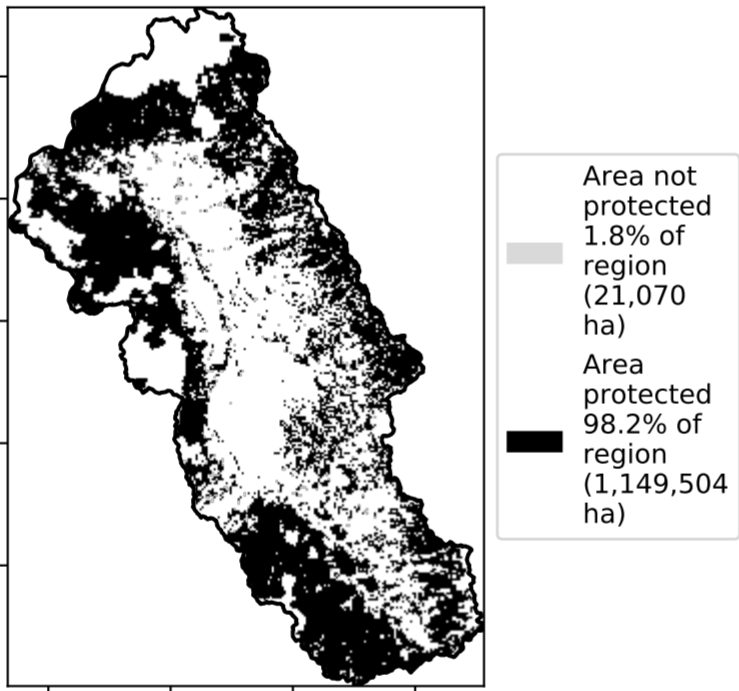 Area not
protected
1.8% of
region
(21,070
ha)
Area
protected
98.2% of
region
(1,149,504
ha)